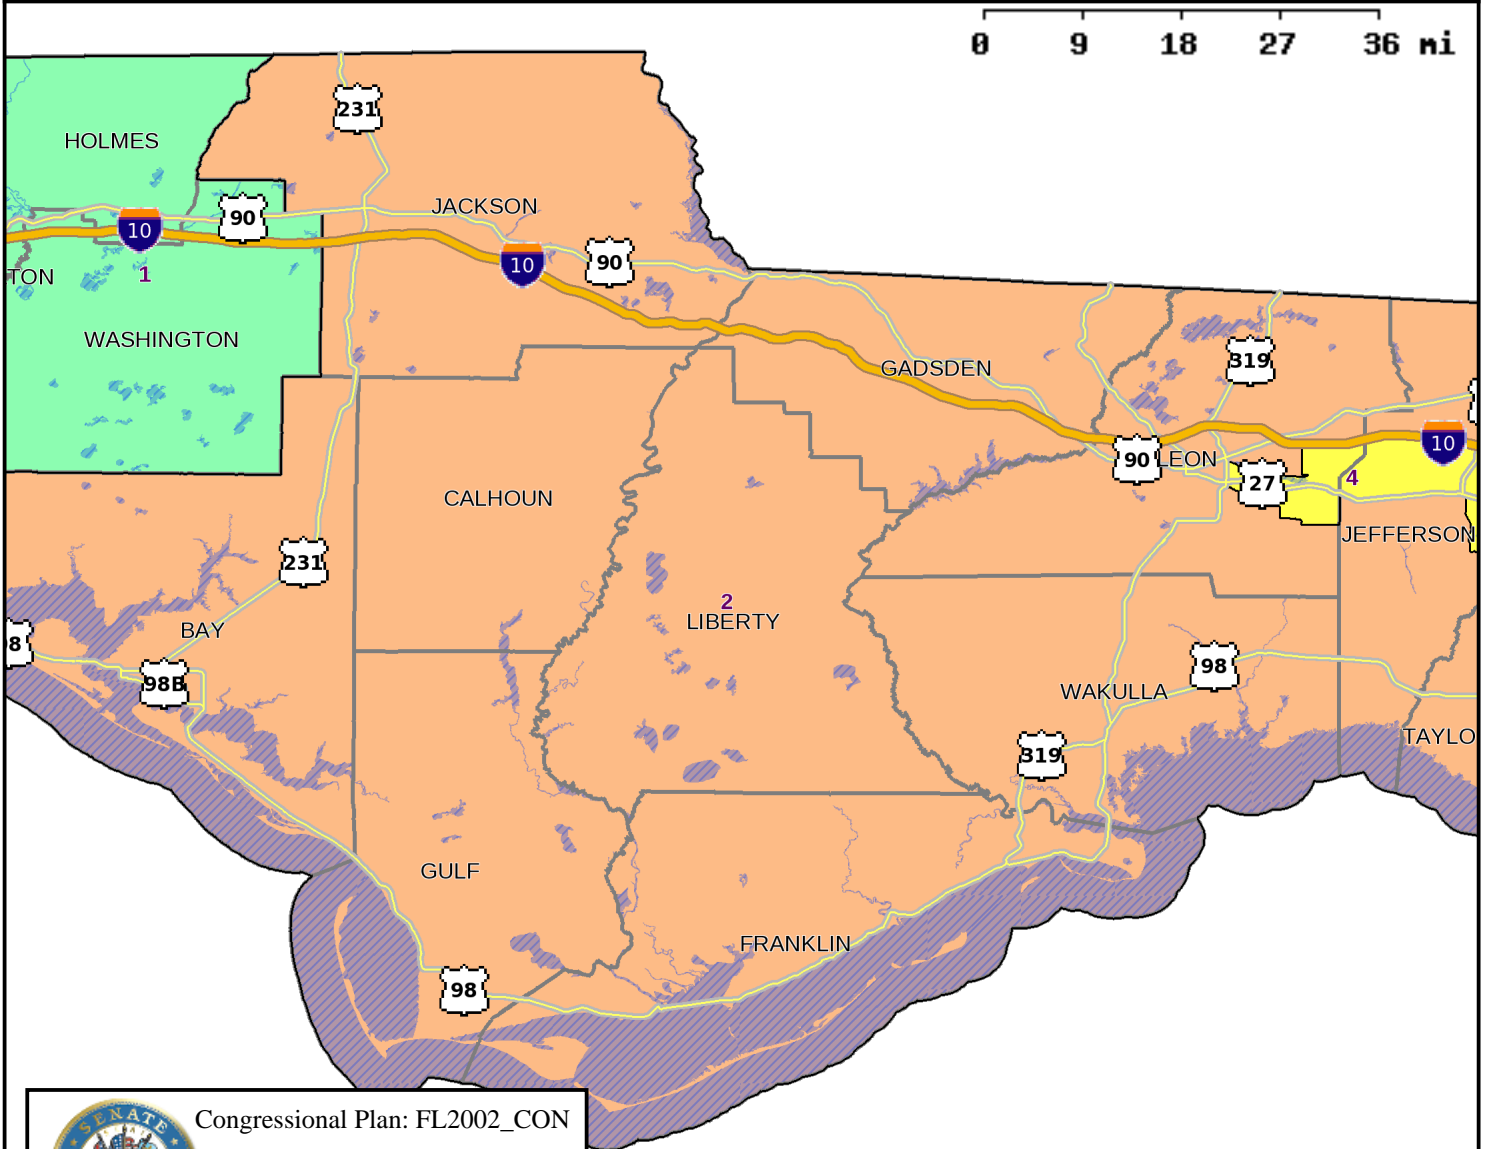 0 9 18 27 36 mi
231
HOLMES
JACKSON
90
10
10
90
TON
1
WASHINGTON
319
GADSDEN
10
90
LEON
27
4
CALHOUN
JEFFERSON
231
2
LIBERTY
BAY
98
98B
98
WAKULLA
319
TAYLO
GULF
FRANKLIN
98
Congressional Plan: FL2002_CON
SENATE